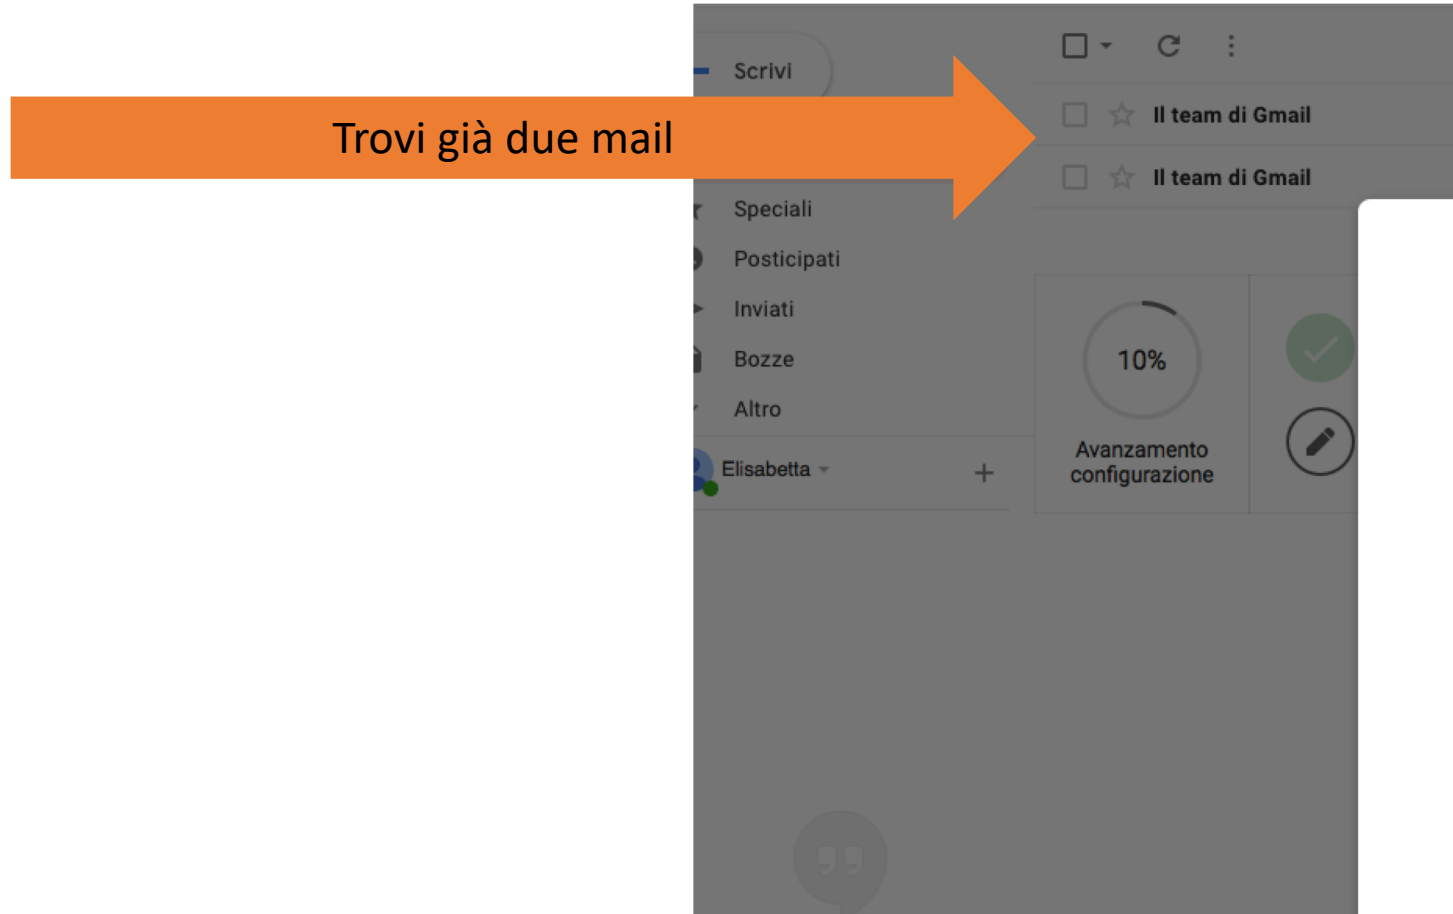 Scrivi
Trovi già due mail
Il team di Gmail
Il team di Gmail
Speciali
Posticipati
Inviati
Bozze
Altro
Elisabetta
10%
Avanzamento
configurazione